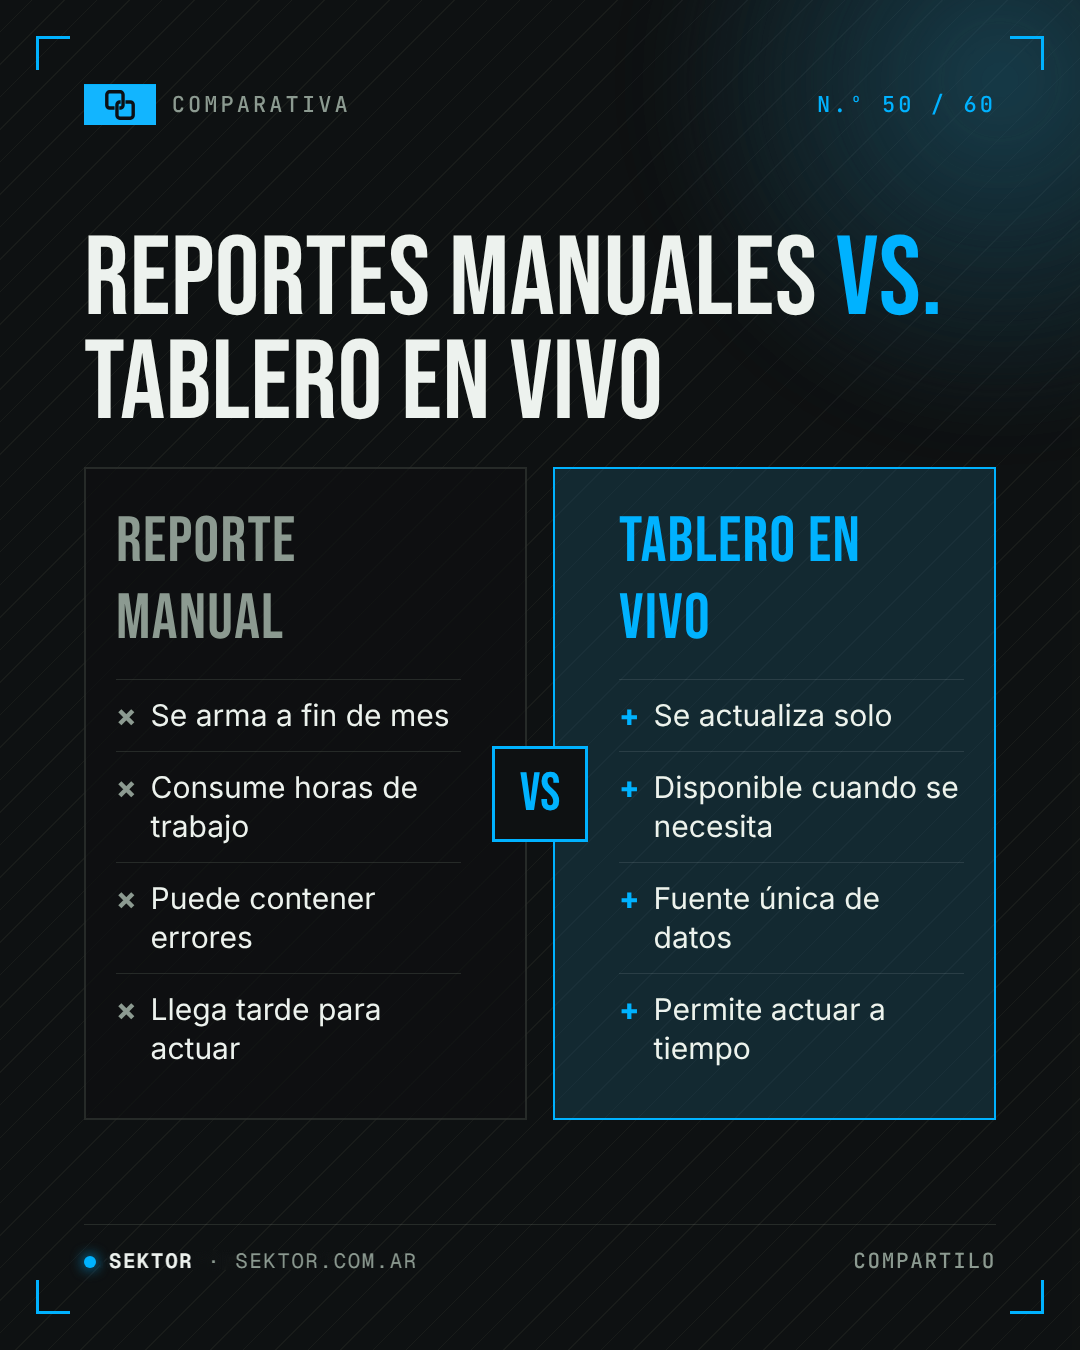 COMPARATIVA
N.° 50 / 60
REPORTES MANUALES VS.
TABLERO EN VIVO
REPORTE
MANUAL
× Se arma a fin de mes
× Consume horas de
trabajo
× Puede contener
errores
× Llega tarde para
actuar
VS
TABLERO EN
VIVO
+ Se actualiza solo
+ Disponible cuando se
necesita
+ Fuente única de
datos
+ Permite actuar a
tiempo
SEKTOR · SEKTOR.COM.AR
COMPARTILO